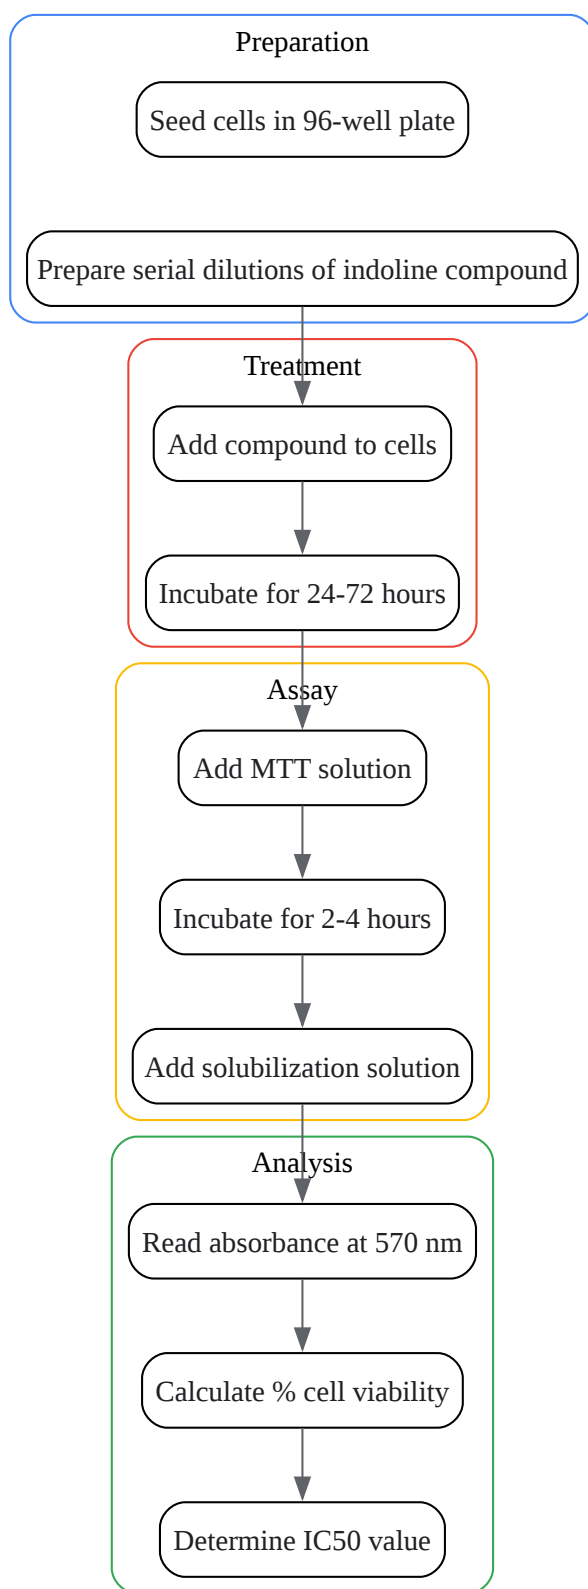 Preparation
Seed cells in 96-well plate
Prepare serial dilutions of indoline compound
Treatment
Add compound to cells
Incubate for 24-72 hours
Assay
Add MTT solution
Incubate for 2-4 hours
Add solubilization solution
Analysis
Read absorbance at 570 nm
Calculate % cell viability
Determine IC50 value